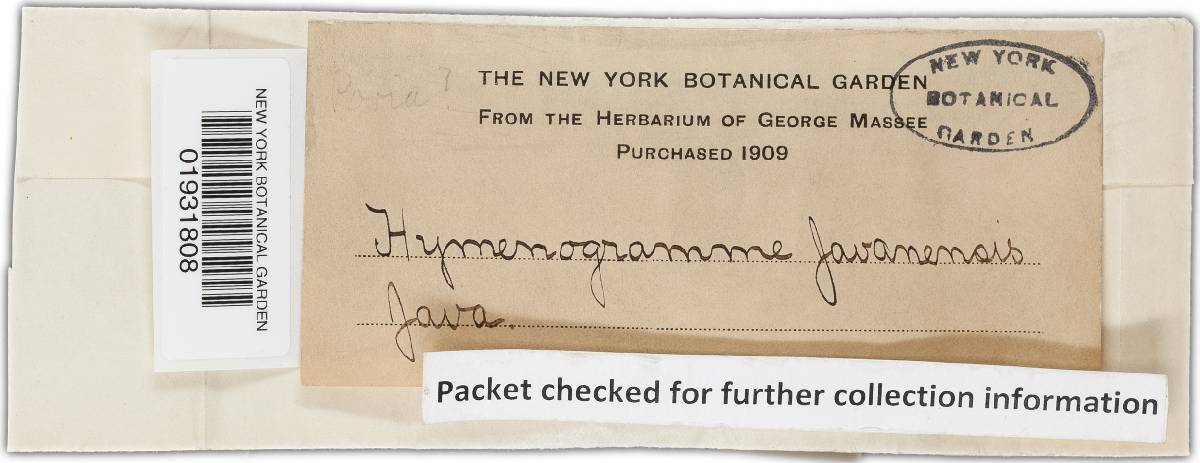 NEW YORK BOTANICAL GARDEN
01931808
Poria ?
THE NEW YORK BOTANICAL GARDEN
FROM THE HERBARIUM OF GEORGE MASSEE
PURCHASED 1909
NEW YORK
BOTANICAL
GARDEN
Hymenogramme Javanensis
Java.
Packet checked for further collection information